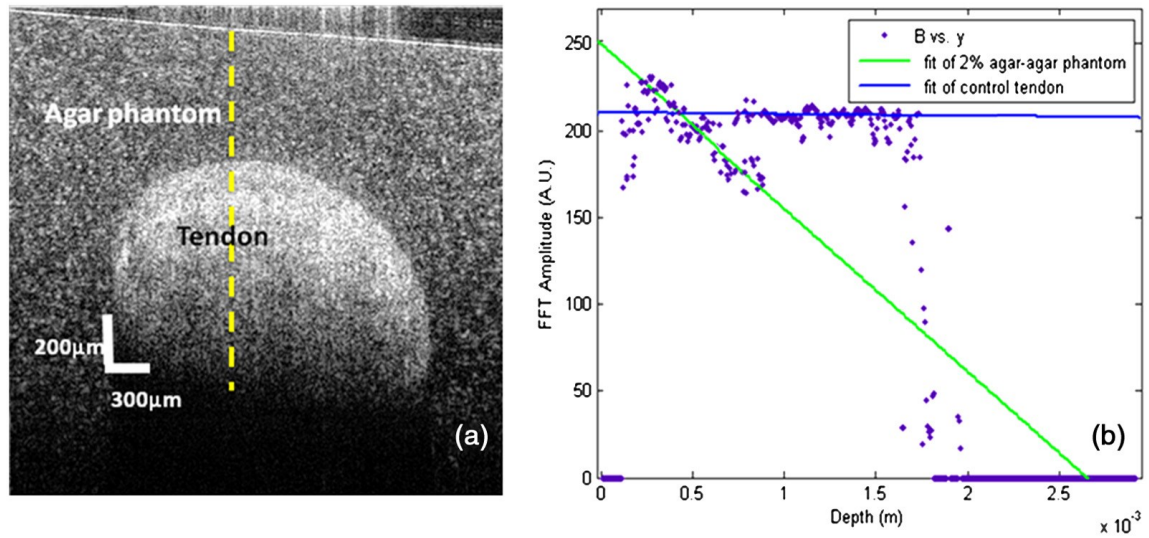 Agar phantom
Tendon
200μm
300μm
(a)
FFT Amplitude (A.U.)
250
200
150
100
50
0
B vs. y
fit of 2% agar-agar phantom
fit of control tendon
(b)
0 0.5 1 1.5 2 2.5
Depth (m)
x 10⁻³